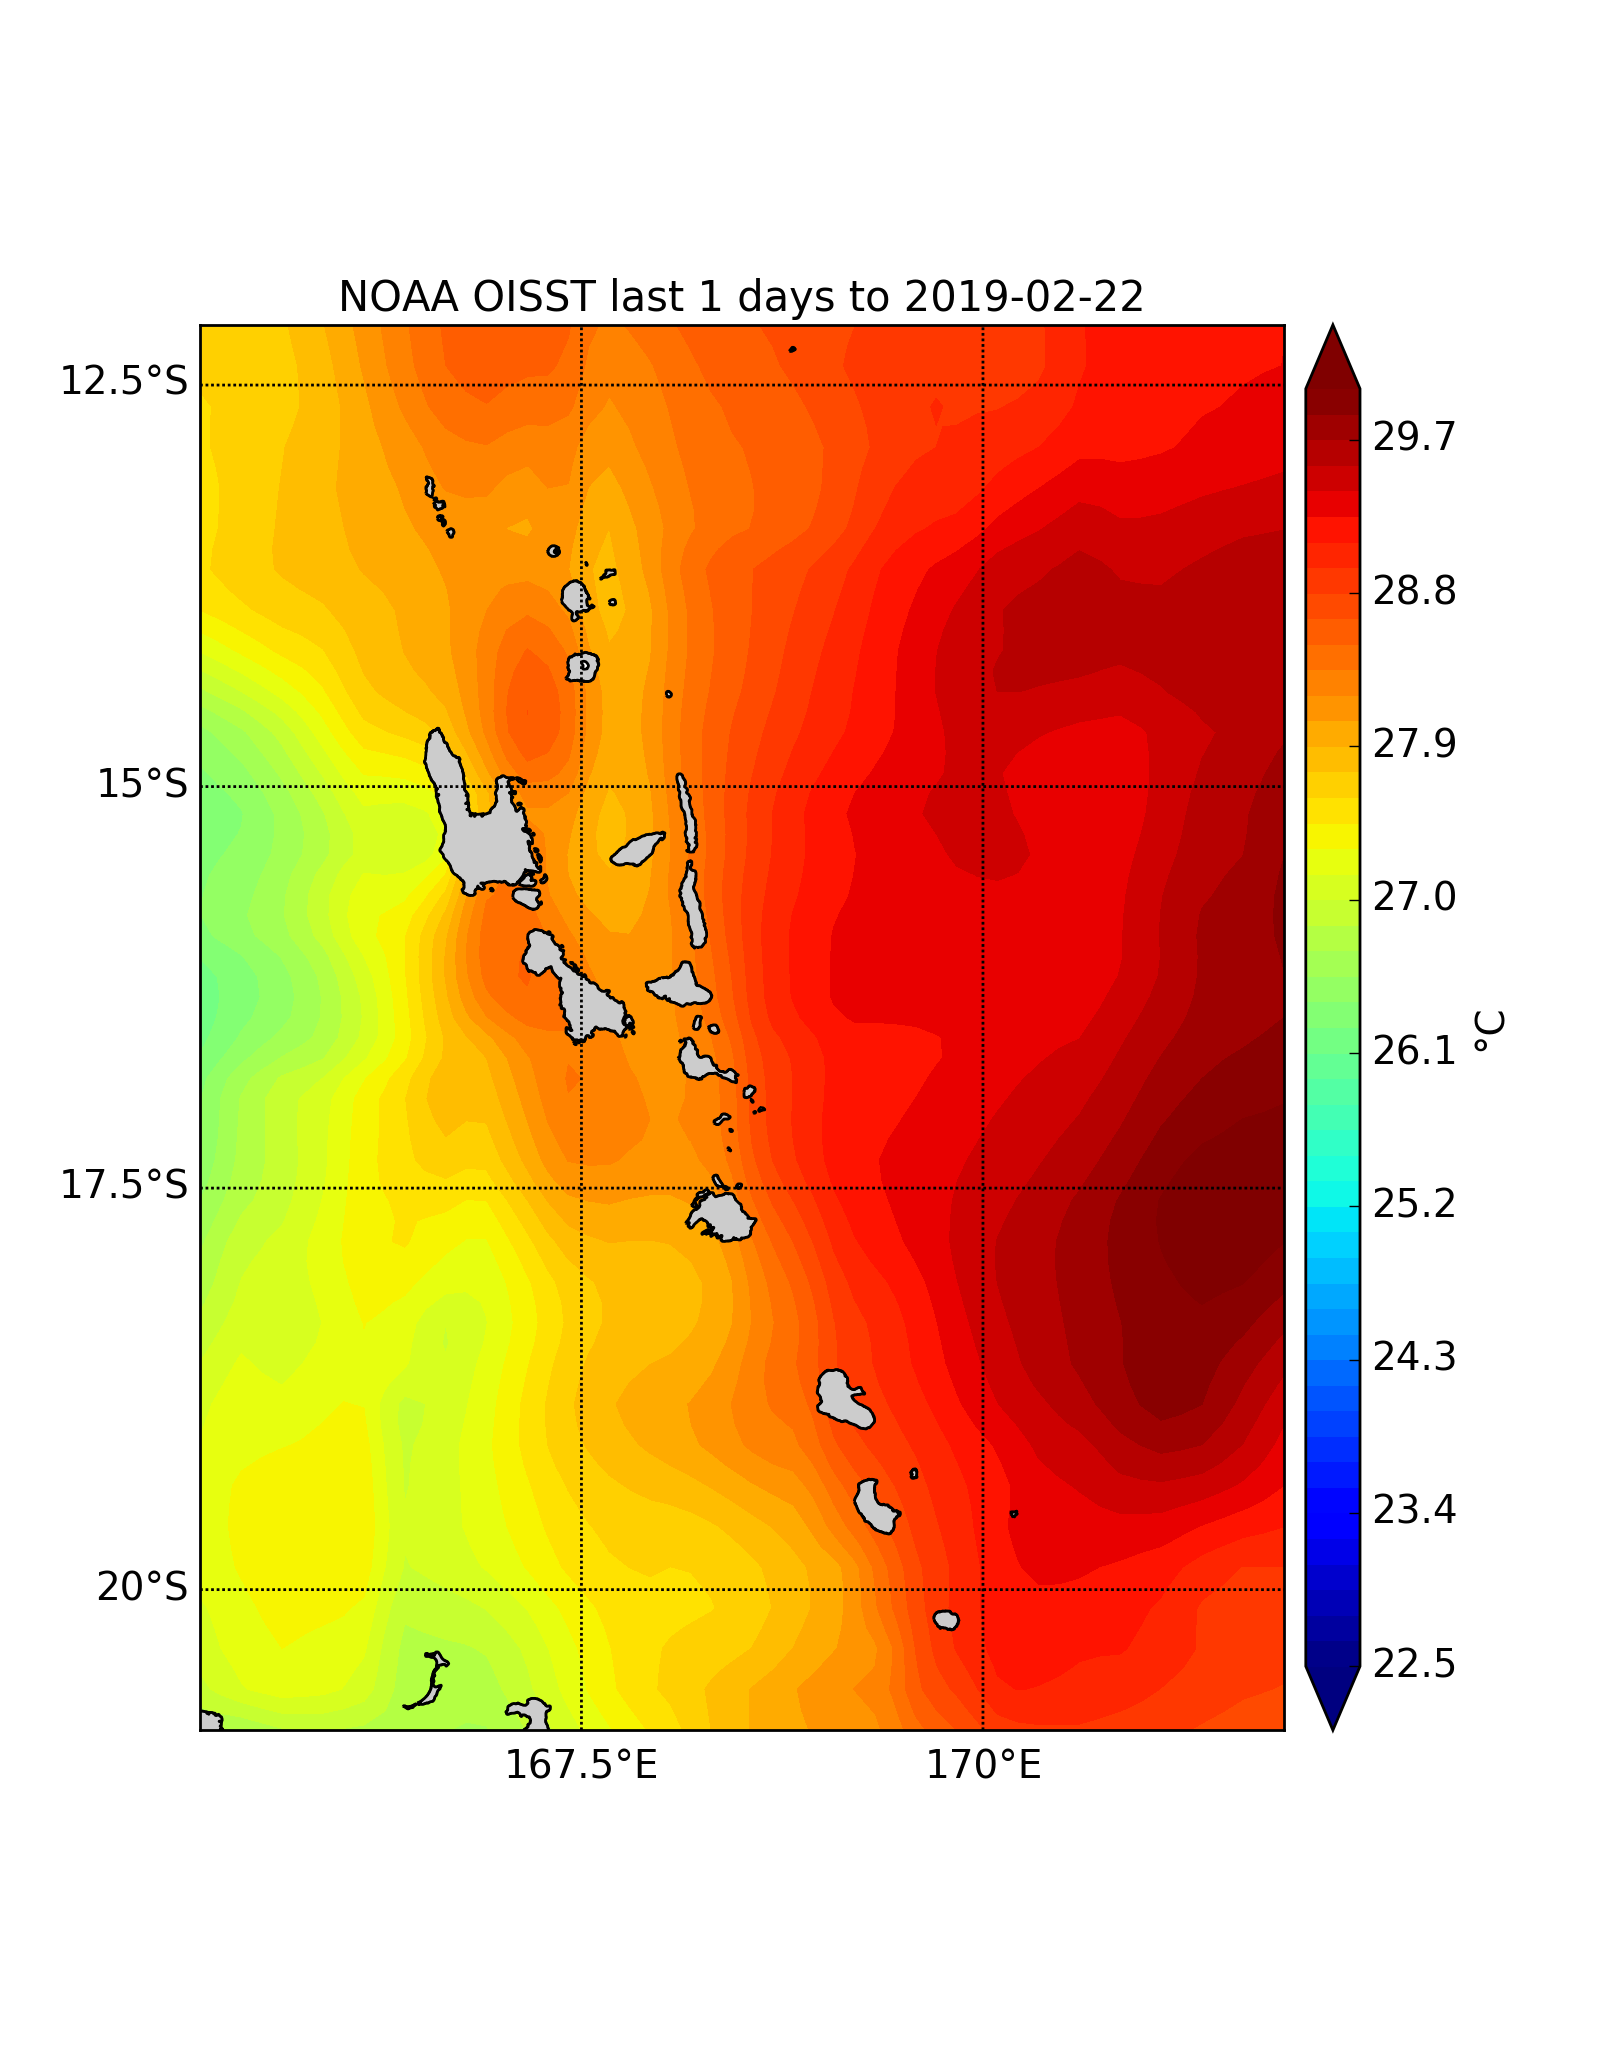 NOAA OISST last 1 days to 2019-02-22
12.5°S
15°S
17.5°S
20°S
167.5°E
170°E
29.7
28.8
27.9
27.0
26.1
25.2
24.3
23.4
22.5
°C